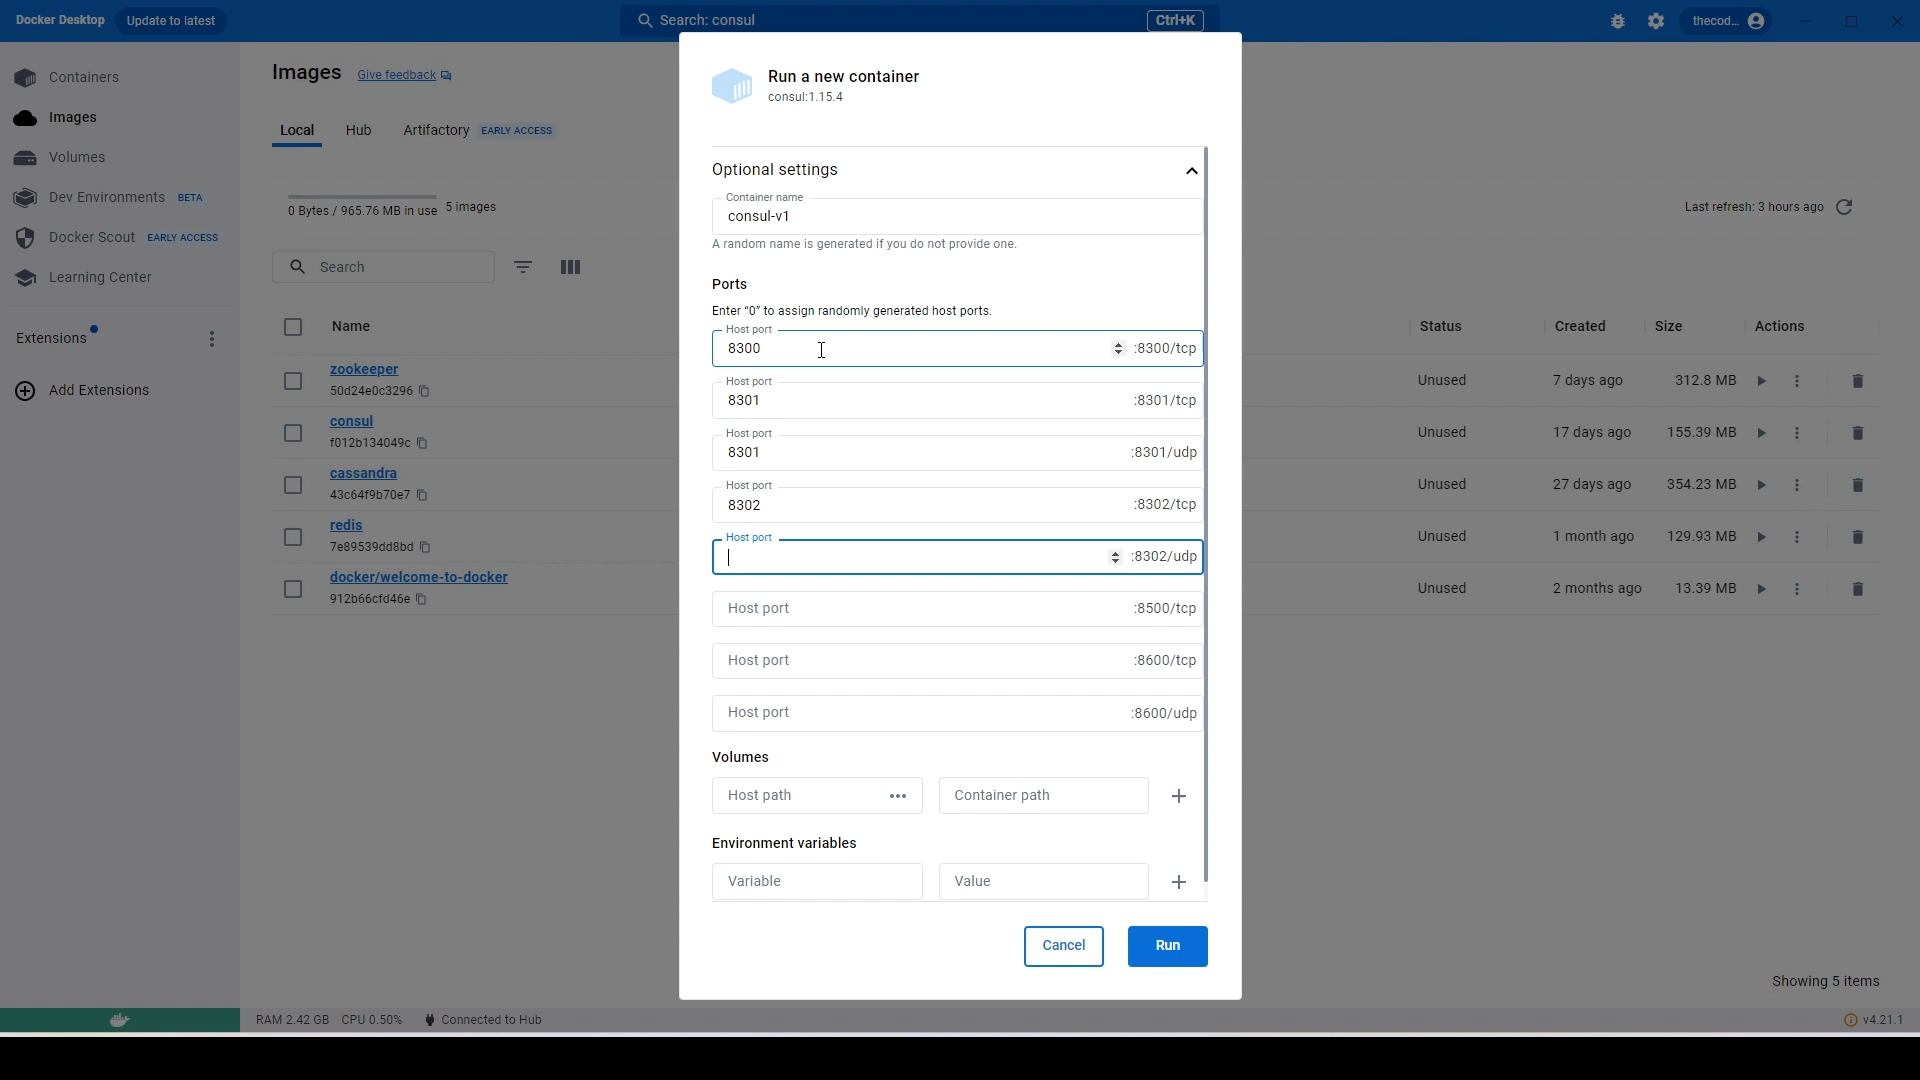 Docker Desktop
Update to latest
Search: consul
Ctrl+K
thecod...
Containers
Images
Volumes
Dev Environments
BETA
Docker Scout
EARLY ACCESS
Learning Center
Extensions
Add Extensions
Images
Give feedback
Local
Hub
Artifactory
EARLY ACCESS
0 Bytes / 965.76 MB in use
5 images
Last refresh: 3 hours ago
Search
Name
Status
Created
Size
Actions
zookeeper
50d24e0c3296
Unused
7 days ago
312.8 MB
consul
f012b134049c
Unused
17 days ago
155.39 MB
cassandra
43c64f9b70e7
Unused
27 days ago
354.23 MB
redis
7e89539dd8bd
Unused
1 month ago
129.93 MB
docker/welcome-to-docker
912b66cfd46e
Unused
2 months ago
13.39 MB
Showing 5 items
Run a new container
consul:1.15.4
Optional settings
Container name
consul-v1
A random name is generated if you do not provide one.
Ports
Enter “0” to assign randomly generated host ports.
Host port
8300
:8300/tcp
Host port
8301
:8301/tcp
Host port
8301
:8301/udp
Host port
8302
:8302/tcp
Host port
:8302/udp
Host port
:8500/tcp
Host port
:8600/tcp
Host port
:8600/udp
Volumes
Host path
Container path
Environment variables
Variable
Value
Cancel
Run
RAM 2.42 GB
CPU 0.50%
Connected to Hub
v4.21.1